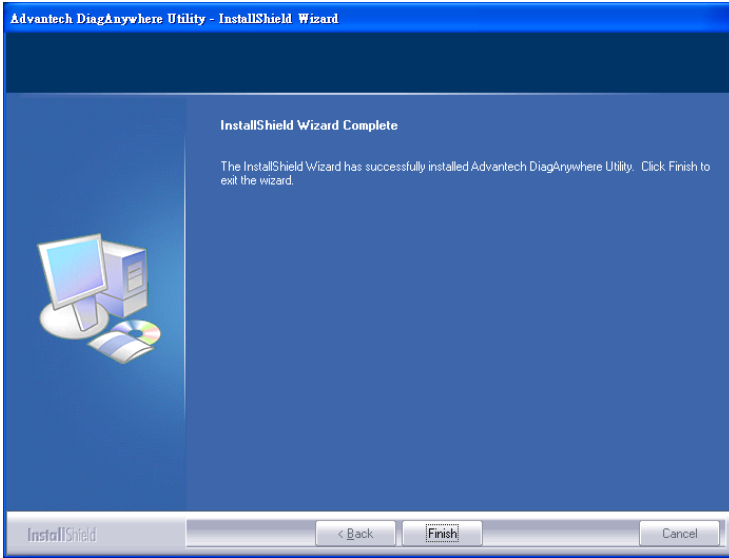 Advantech DiagAnywhere Utility - InstallShield Wizard
InstallShield Wizard Complete
The InstallShield Wizard has successfully installed Advantech DiagAnywhere Utility. Click Finish to
exit the wizard.
InstallShield
< Back
Finish
Cancel